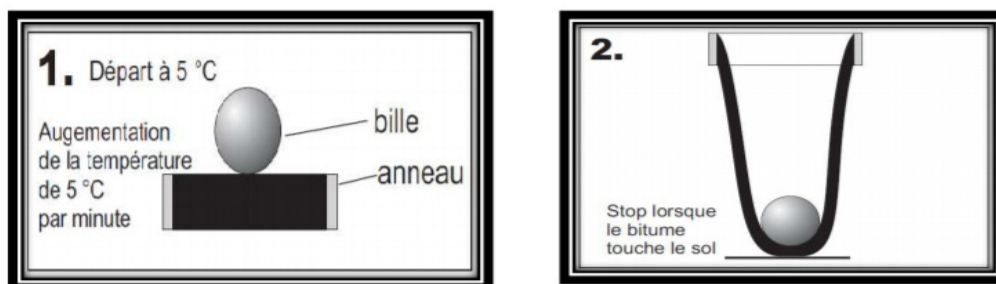 1. Départ à 5 °C
bille
Augementation
de la température
de 5 °C
par minute
anneau
2.
Stop lorsque
le bitume
touche le sol